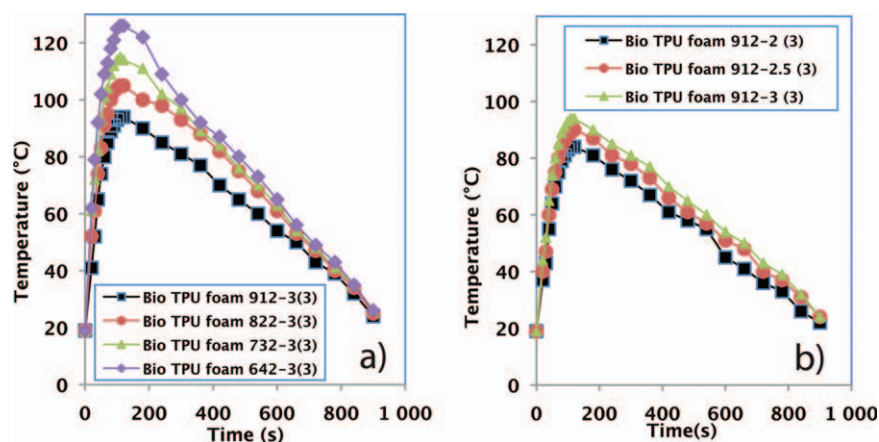 120
100
80
60
40
20
0
Temperature (°C)
Bio TPU foam 912-3(3)
Bio TPU foam 822-3(3)
Bio TPU foam 732-3(3)
Bio TPU foam 642-3(3)
a)
0 200 400 600 800 1 000
Time (s)
120
100
80
60
40
20
0
Temperature (°C)
Bio TPU foam 912-2 (3)
Bio TPU foam 912-2.5 (3)
Bio TPU foam 912-3 (3)
b)
0 200 400 600 800 1 000
Time(s)